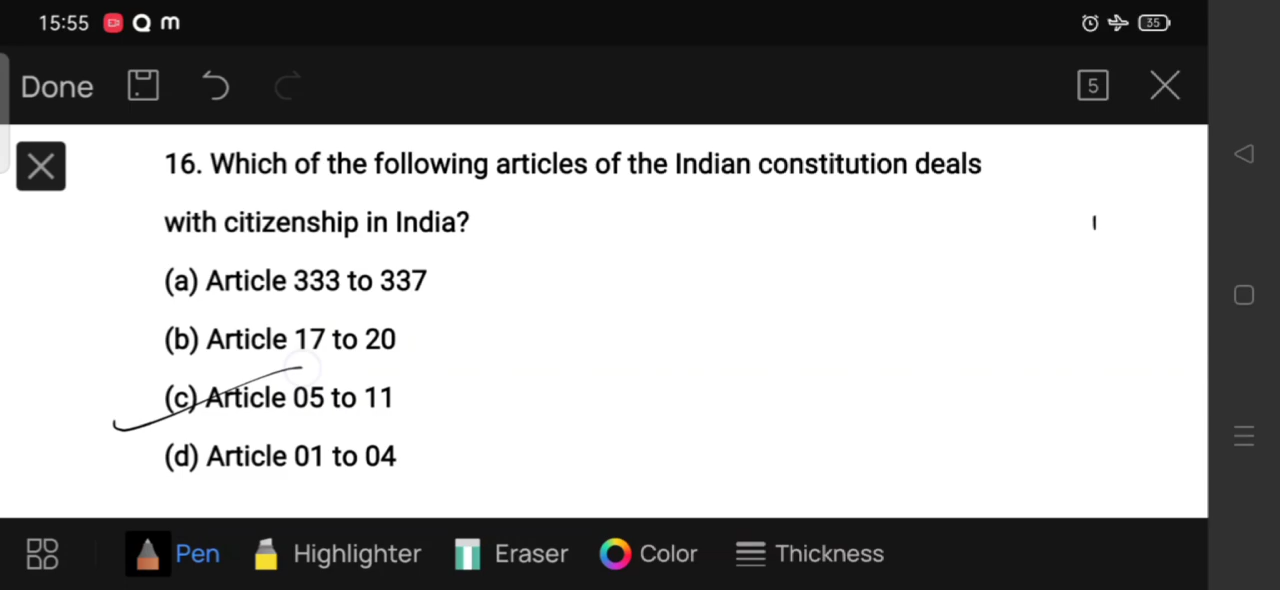 15:55 Q m 35
Done 5
16. Which of the following articles of the Indian constitution deals
with citizenship in India?
(a) Article 333 to 337
(b) Article 17 to 20
(c) Article 05 to 11
(d) Article 01 to 04
Pen Highlighter Eraser Color Thickness